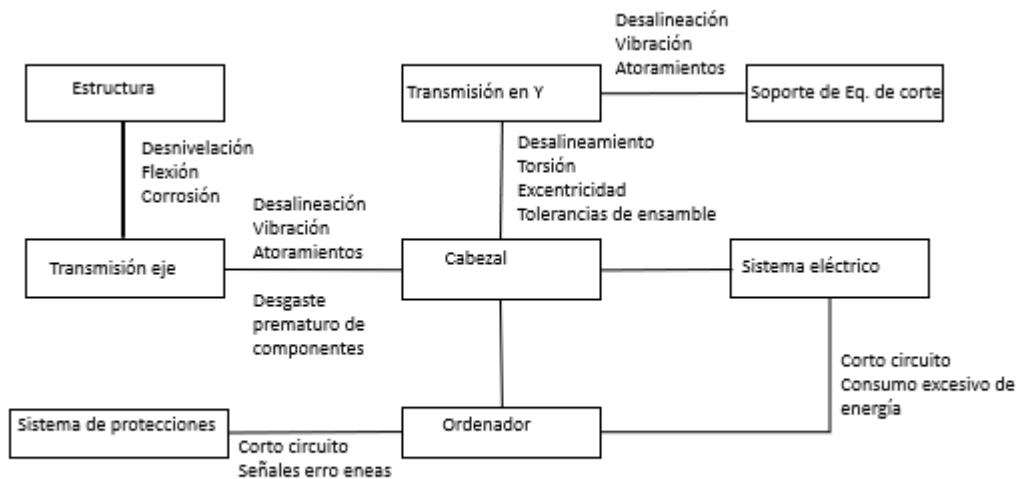 Desalineación
Vibración
Atoramientos
Estructura
Transmisión en Y
Soporte de Eq. de corte
Desnivelación
Flexión
Corrosión
Desalineamiento
Torsión
Excentricidad
Tolerancias de ensamble
Desalineación
Vibración
Atoramientos
Transmisión eje
Cabezal
Sistema eléctrico
Desgaste
prematuro de
componentes
Corto circuito
Consumo excesivo de
energía
Sistema de protecciones
Ordenador
Corto circuito
Señales erro eneas